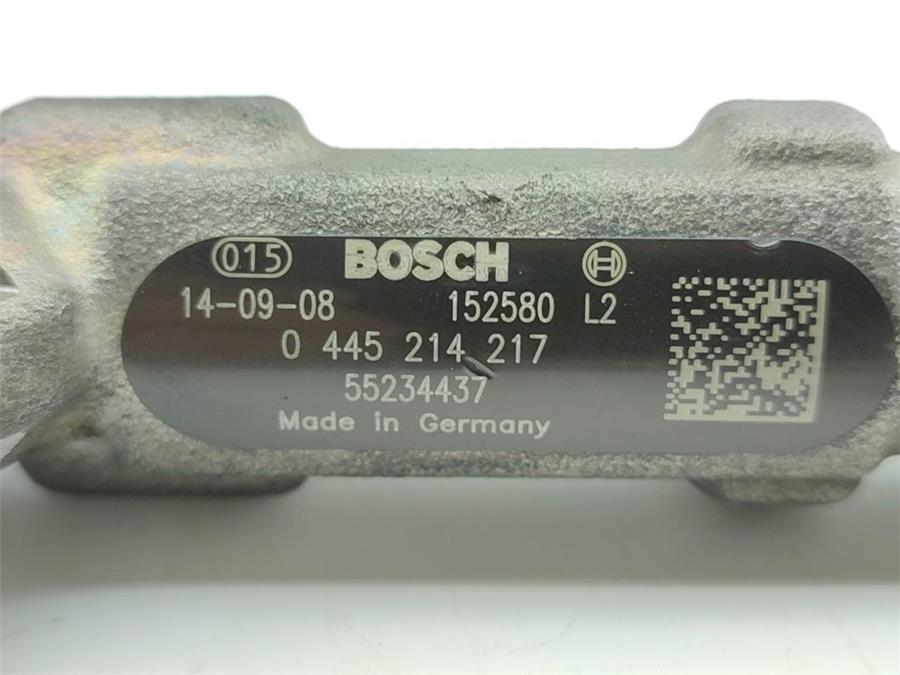 015 BOSCH
14-09-08 152580 L2
0 445 214 217
55234437
Made in Germany